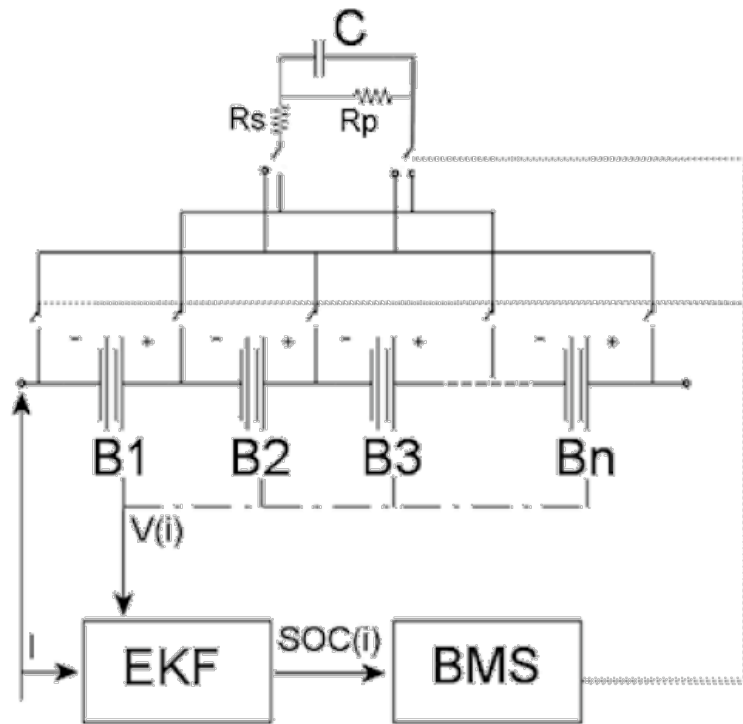 C
Rs
Rp
- + - + - + - +
B1 B2 B3 Bn
V(i)
I
EKF
SOC(i)
BMS